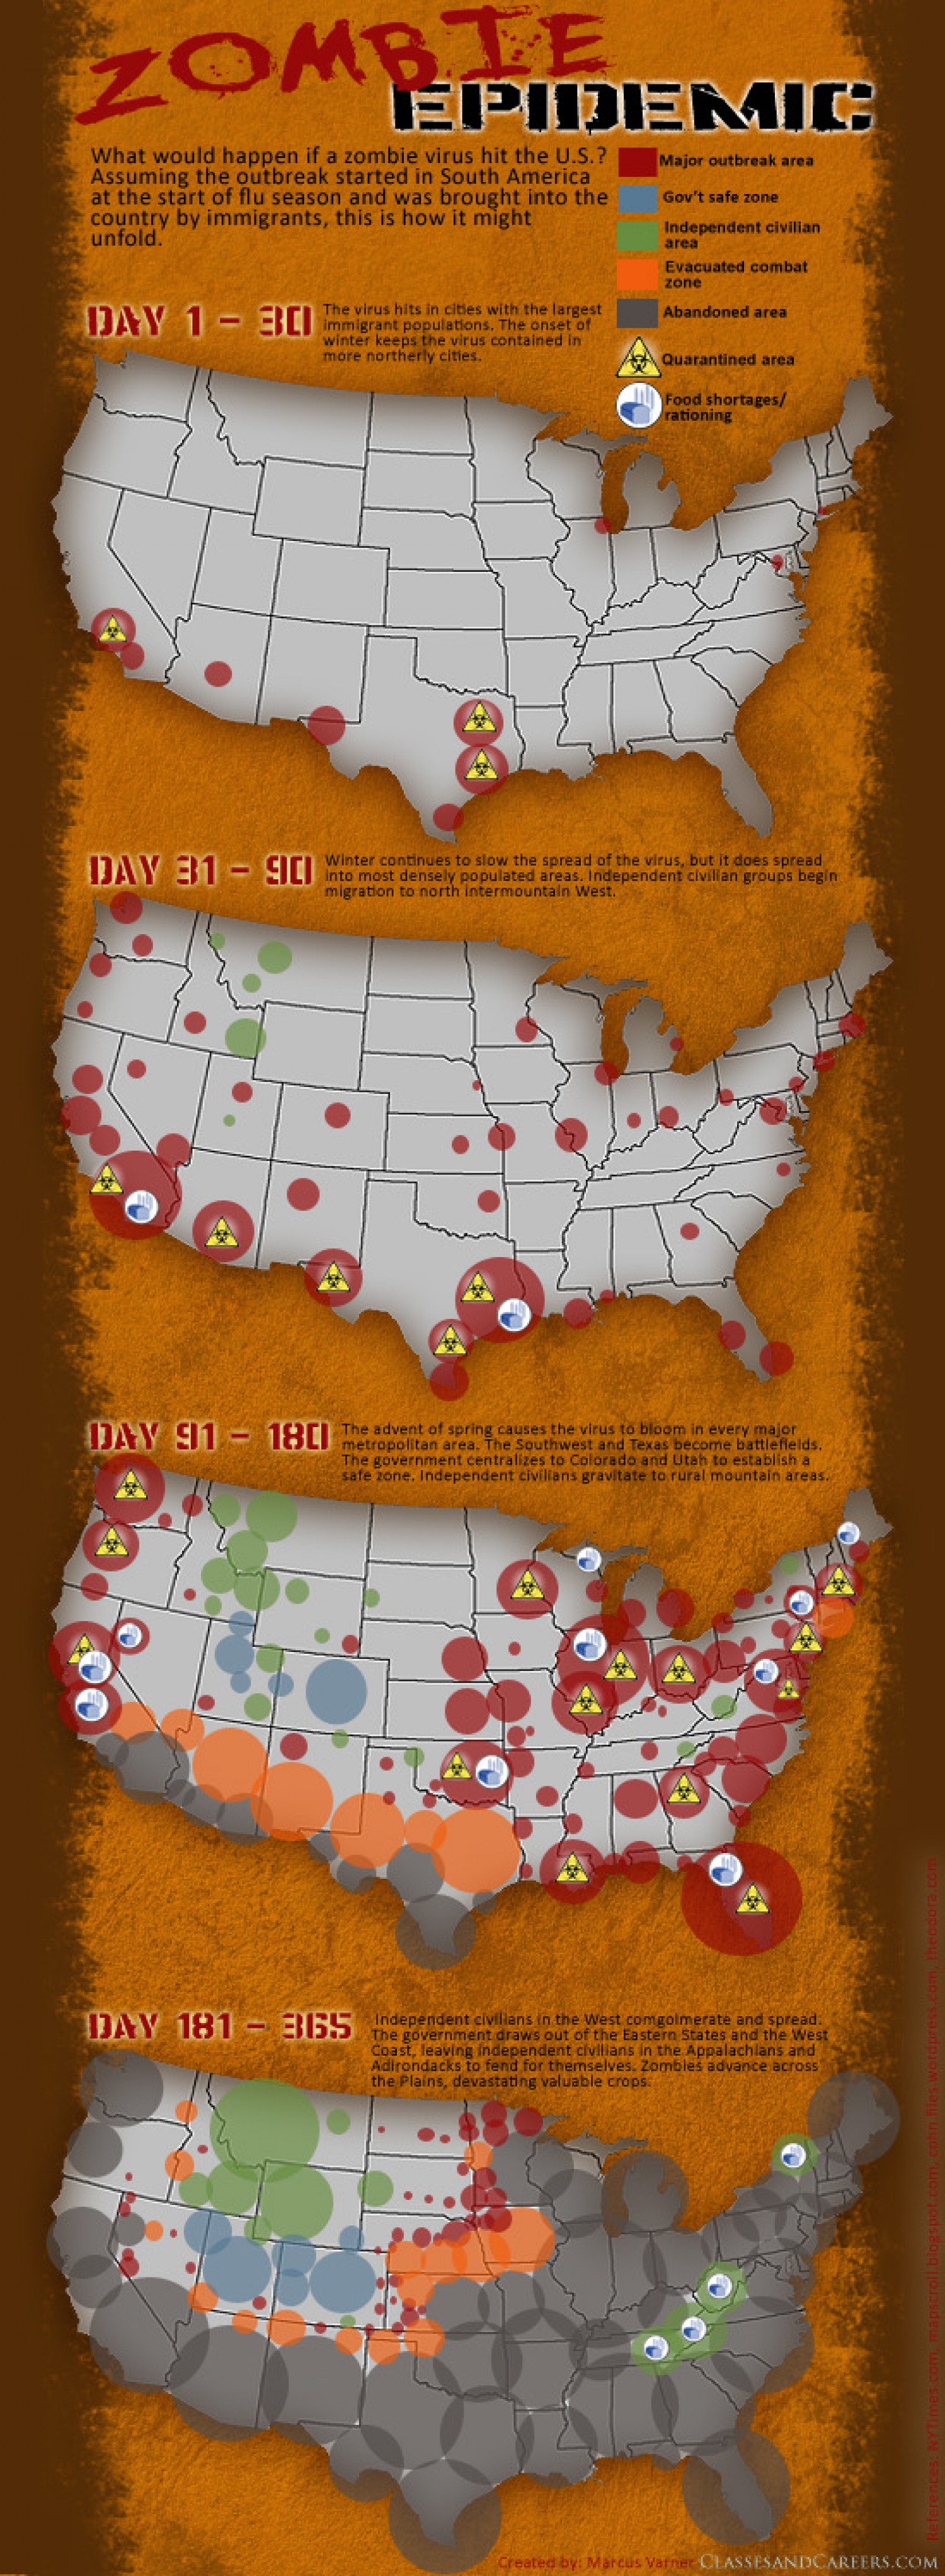 ZOMBIE
EPIDEMIC
What would happen if a zombie virus hit the U.S.?
Assuming the outbreak started in South America
at the start of flu season and was brought into the
country by immigrants, this is how it might
unfold.
Major outbreak area
Gov't safe zone
Independent civilian
area
Evacuated combat
zone
Abandoned area
Quarantined area
Food shortages/
rationing
DAY 1 - 30
The virus hits in cities with the largest
immigrant populations. The onset of
winter keeps the virus contained in
more northerly cities.
DAY 31 - 90
Winter continues to slow the spread of the virus, but it does spread
into most densely populated areas. Independent civilian groups begin
migration to north intermountain West.
DAY 91 - 180
The advent of spring causes the virus to bloom in every major
metropolitan area. The Southwest and Texas become battlefields.
The government centralizes to Colorado and Utah to establish a
safe zone. Independent civilians gravitate to rural mountain areas.
DAY 181 - 365
Independent civilians in the West comgolmerate and spread.
The government draws out of the Eastern States and the West
Coast, leaving independent civilians in the Appalachians and
Adirondacks to fend for themselves. Zombies advance across
the Plains, devastating valuable crops.
References: NYTimes.com, mapscroll.blogspot.com, cohn.files.wordpress.com, theodora.com
Created by: Marcus Varner CLASSESANDCAREERS.COM